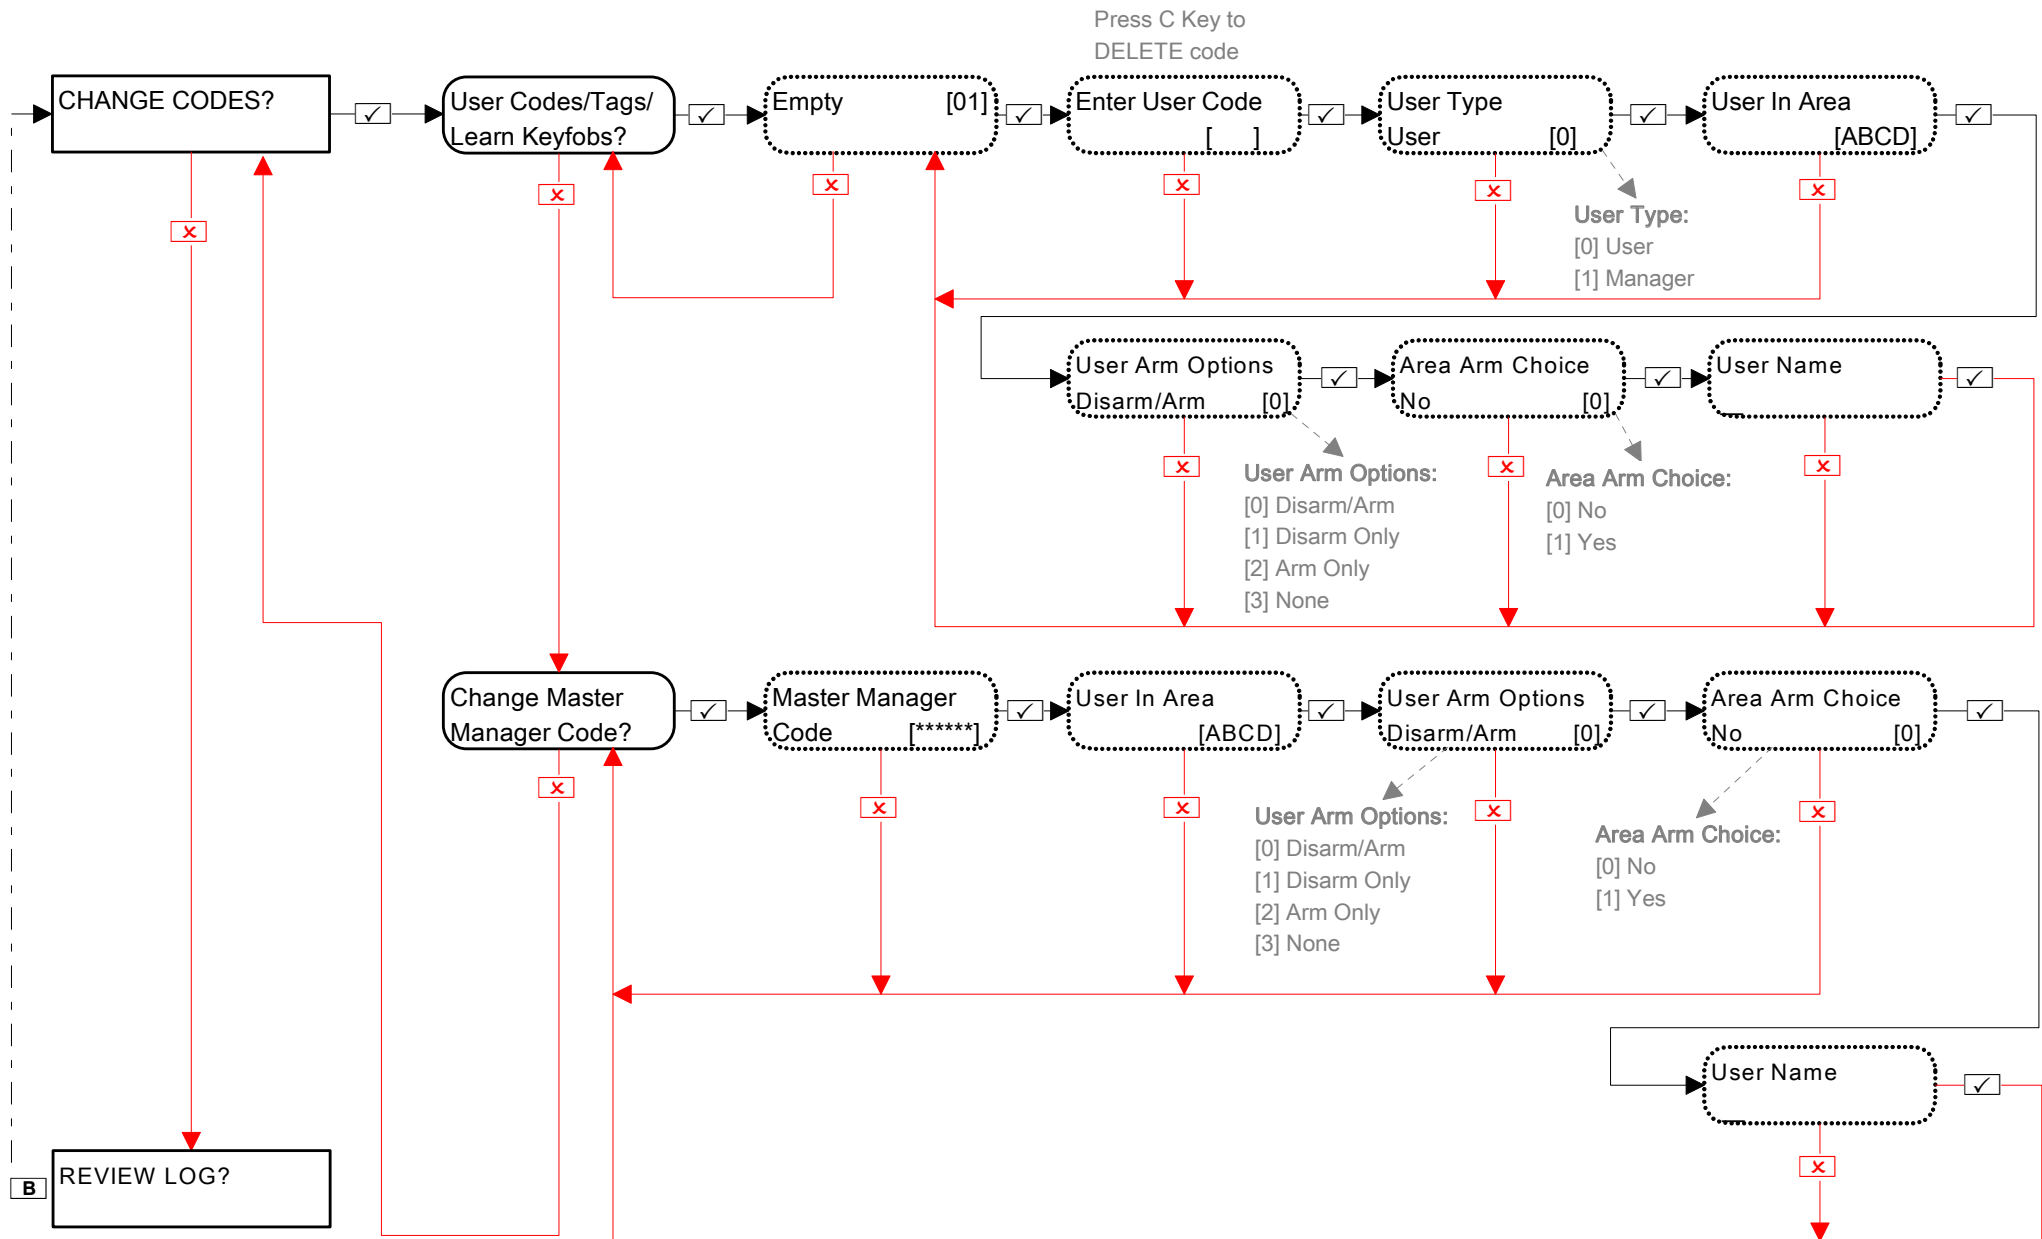 Press C Key to
DELETE code
CHANGE CODES?
User Codes/Tags/
Learn Keyfobs?
Empty [01]
Enter User Code
[ ]
User Type
User [0]
User In Area
[ABCD]
User Type:
[0] User
[1] Manager
User Arm Options
Disarm/Arm [0]
Area Arm Choice
No [0]
User Name
User Arm Options:
[0] Disarm/Arm
[1] Disarm Only
[2] Arm Only
[3] None
Area Arm Choice:
[0] No
[1] Yes
Change Master
Manager Code?
Master Manager
Code [******]
User In Area
[ABCD]
User Arm Options
Disarm/Arm [0]
Area Arm Choice
No [0]
User Arm Options:
[0] Disarm/Arm
[1] Disarm Only
[2] Arm Only
[3] None
Area Arm Choice:
[0] No
[1] Yes
User Name
B
REVIEW LOG?